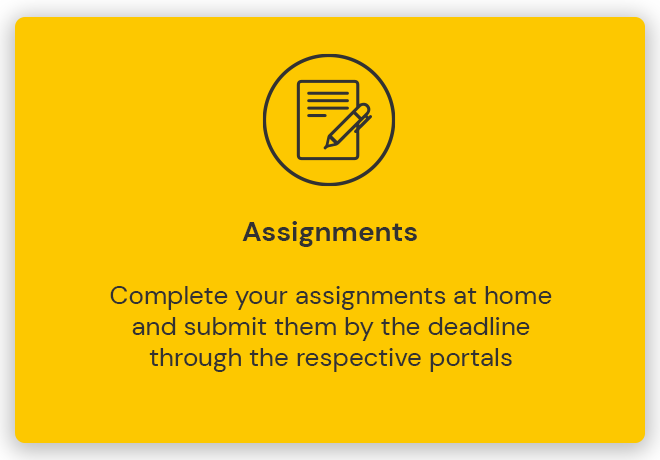 Assignments
Complete your assignments at home
and submit them by the deadline
through the respective portals